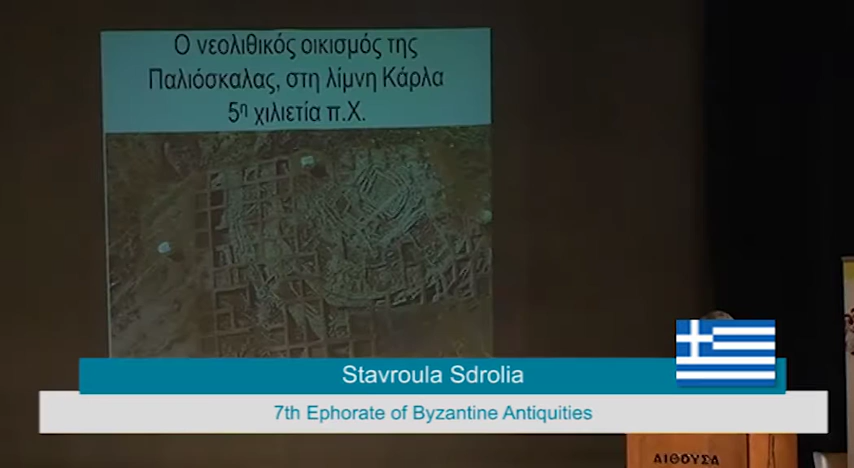 Ο νεολιθικός οικισμός της
Παλιόσκαλας, στη λίμνη Κάρλα
5η χιλιετία π.Χ.
Stavroula Sdrolia
7th Ephorate of Byzantine Antiquities
ΑΙΘΟΥΣΑ